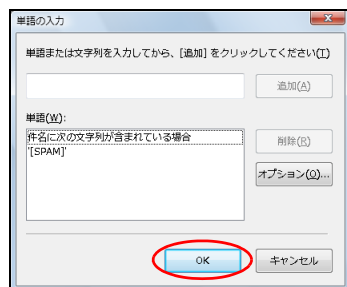 単語の入力
単語または文字列を入力してから、[追加] をクリックしてください(T)
追加(A)
単語(W):
件名に次の文字列が含まれている場合
'[SPAM]'
削除(R)
オプション(O)...
OK
キャンセル